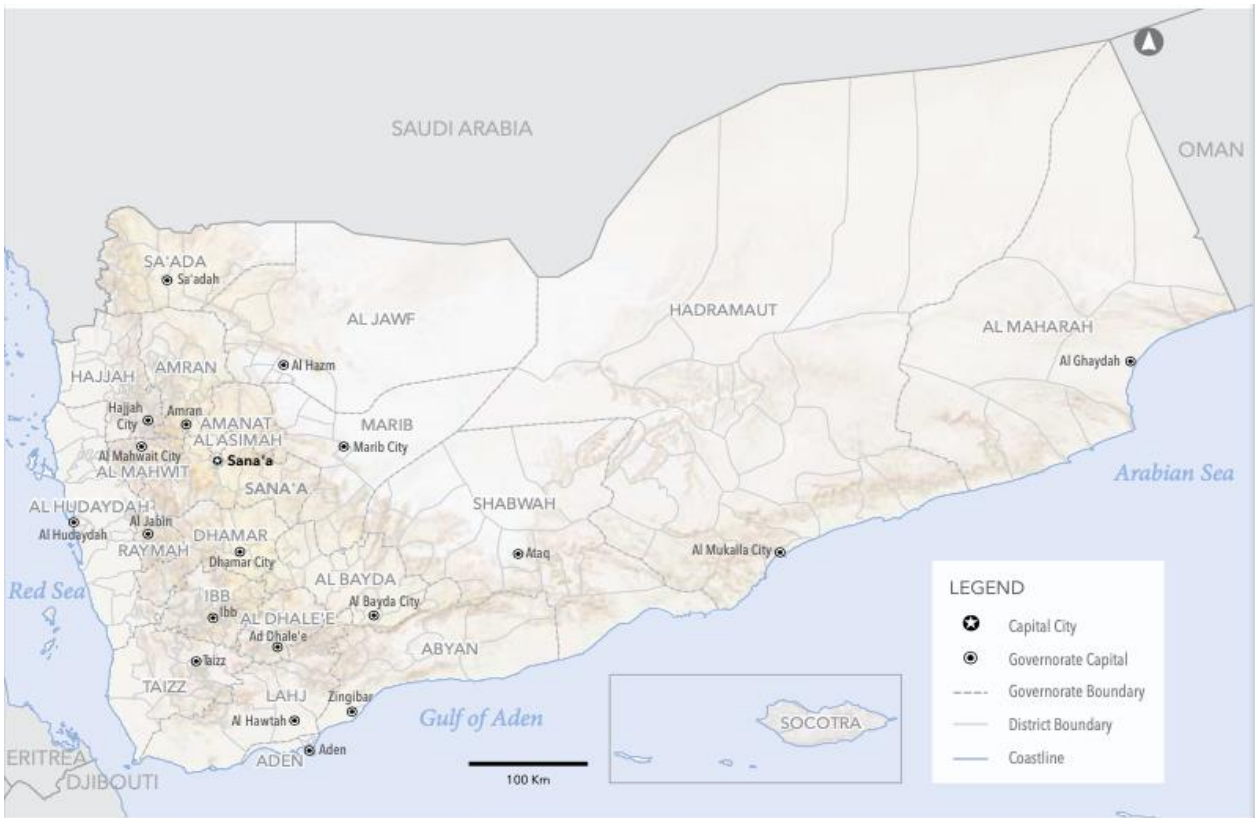 SAUDI ARABIA
OMAN
SA'ADA
Sa'adah
AL JAWF
HADRAMAUT
AL MAHARAH
Al Ghaydah
Al Hazm
HAJJAH
AMRAN
Hajjah
City
Amran
AMANAT
AL ASIMAH
MARIB
Marib City
Al Mahwait City
AL MAHWIT
Sana'a
SANA'A
Arabian Sea
SHABWAH
AL HUDAYDAH
Al Hudaydah
Al Jabin
RAYMAH
DHAMAR
Dhamar City
Ataq
Al Mukalla City
Red Sea
AL BAYDA
Al Bayda City
IBB
Ibb
AL DHALE'E
Ad Dhale'e
ABYAN
Taizz
TAIZZ
LAHJ
Zingibar
Al Hawtah
Gulf of Aden
SOCOTRA
ADEN
Aden
ERITREA
DJIBOUTI
100 Km
LEGEND
Capital City
Governorate Capital
Governorate Boundary
District Boundary
Coastline